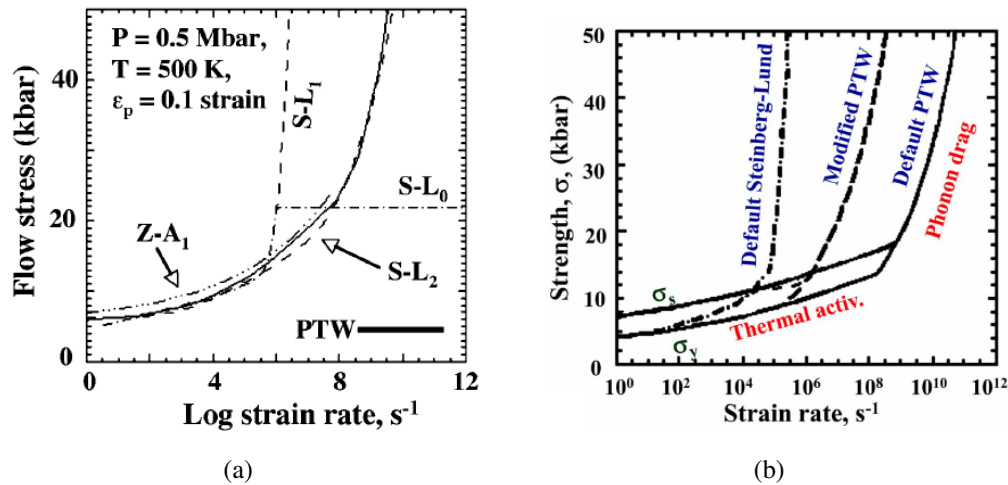 P = 0.5 Mbar,
T = 500 K,
εp = 0.1 strain
S-L1
S-L0
Z-A1
S-L2
PTW
Flow stress (kbar)
40
20
0
0
4
8
12
Log strain rate, s-1
(a)
Strength, σ, (kbar)
50
40
30
20
10
0
Default Steinberg-Lund
Modified PTW
Default PTW
Phonon drag
σs
Thermal activ.
σy
10^0
10^2
10^4
10^6
10^8
10^10
10^12
Strain rate, s-1
(b)